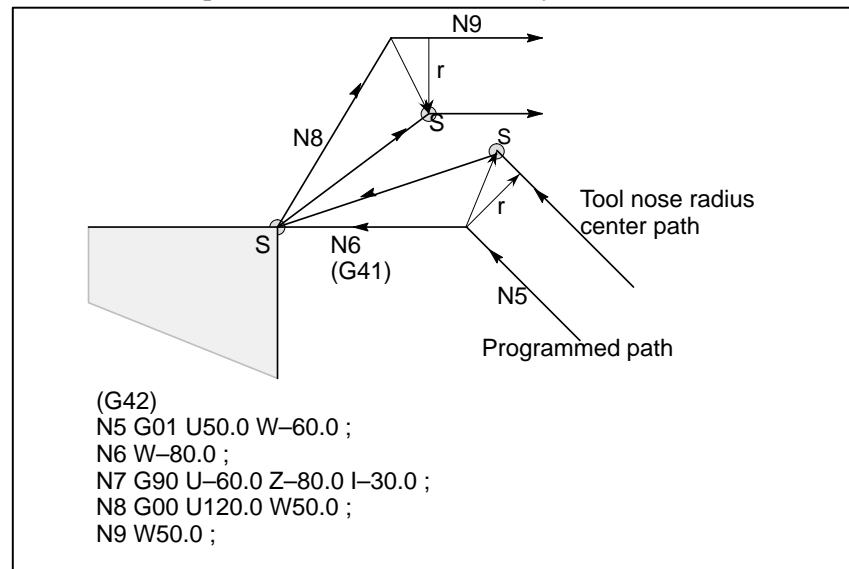 N9
r
S
N8
S
r
Tool nose radius
center path
S
N6
(G41)
N5
Programmed path
(G42)
N5 G01 U50.0 W–60.0 ;
N6 W–80.0 ;
N7 G90 U–60.0 Z–80.0 I–30.0 ;
N8 G00 U120.0 W50.0 ;
N9 W50.0 ;